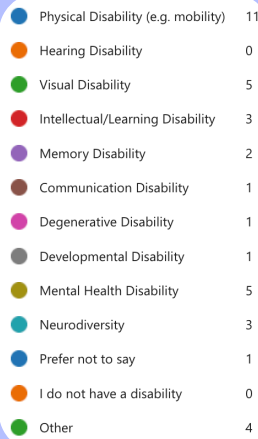 Physical Disability (e.g. mobility) 11
Hearing Disability 0
Visual Disability 5
Intellectual/Learning Disability 3
Memory Disability 2
Communication Disability 1
Degenerative Disability 1
Developmental Disability 1
Mental Health Disability 5
Neurodiversity 3
Prefer not to say 1
I do not have a disability 0
Other 4